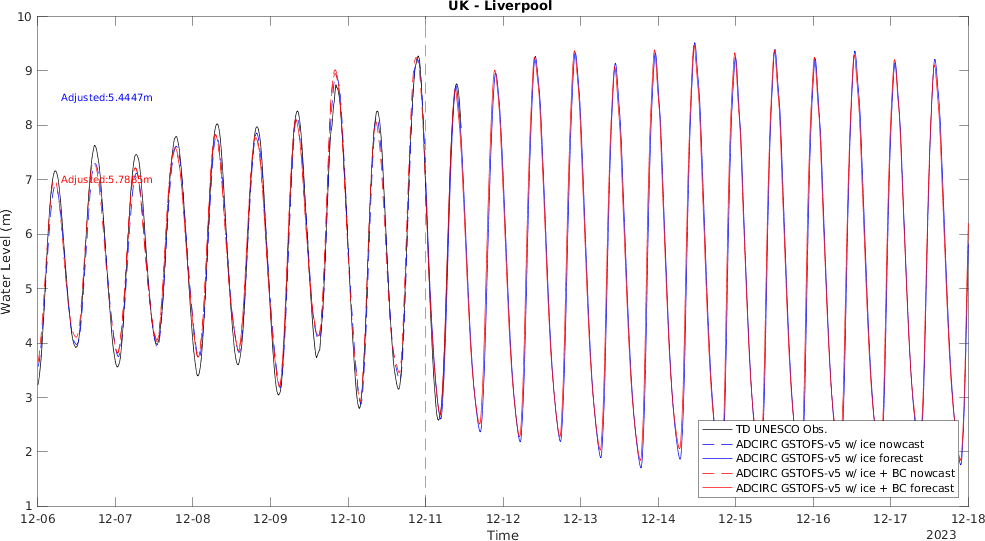 UK - Liverpool
10
9
8
7
6
5
4
3
2
1
Water Level (m)
Adjusted:5.4447m
Adjusted:5.7885m
TD UNESCO Obs.
ADCIRC GSTOFS-v5 w/ ice nowcast
ADCIRC GSTOFS-v5 w/ ice forecast
ADCIRC GSTOFS-v5 w/ ice + BC nowcast
ADCIRC GSTOFS-v5 w/ ice + BC forecast
12-06 12-07 12-08 12-09 12-10 12-11 12-12 12-13 12-14 12-15 12-16 12-17 12-18
Time
2023